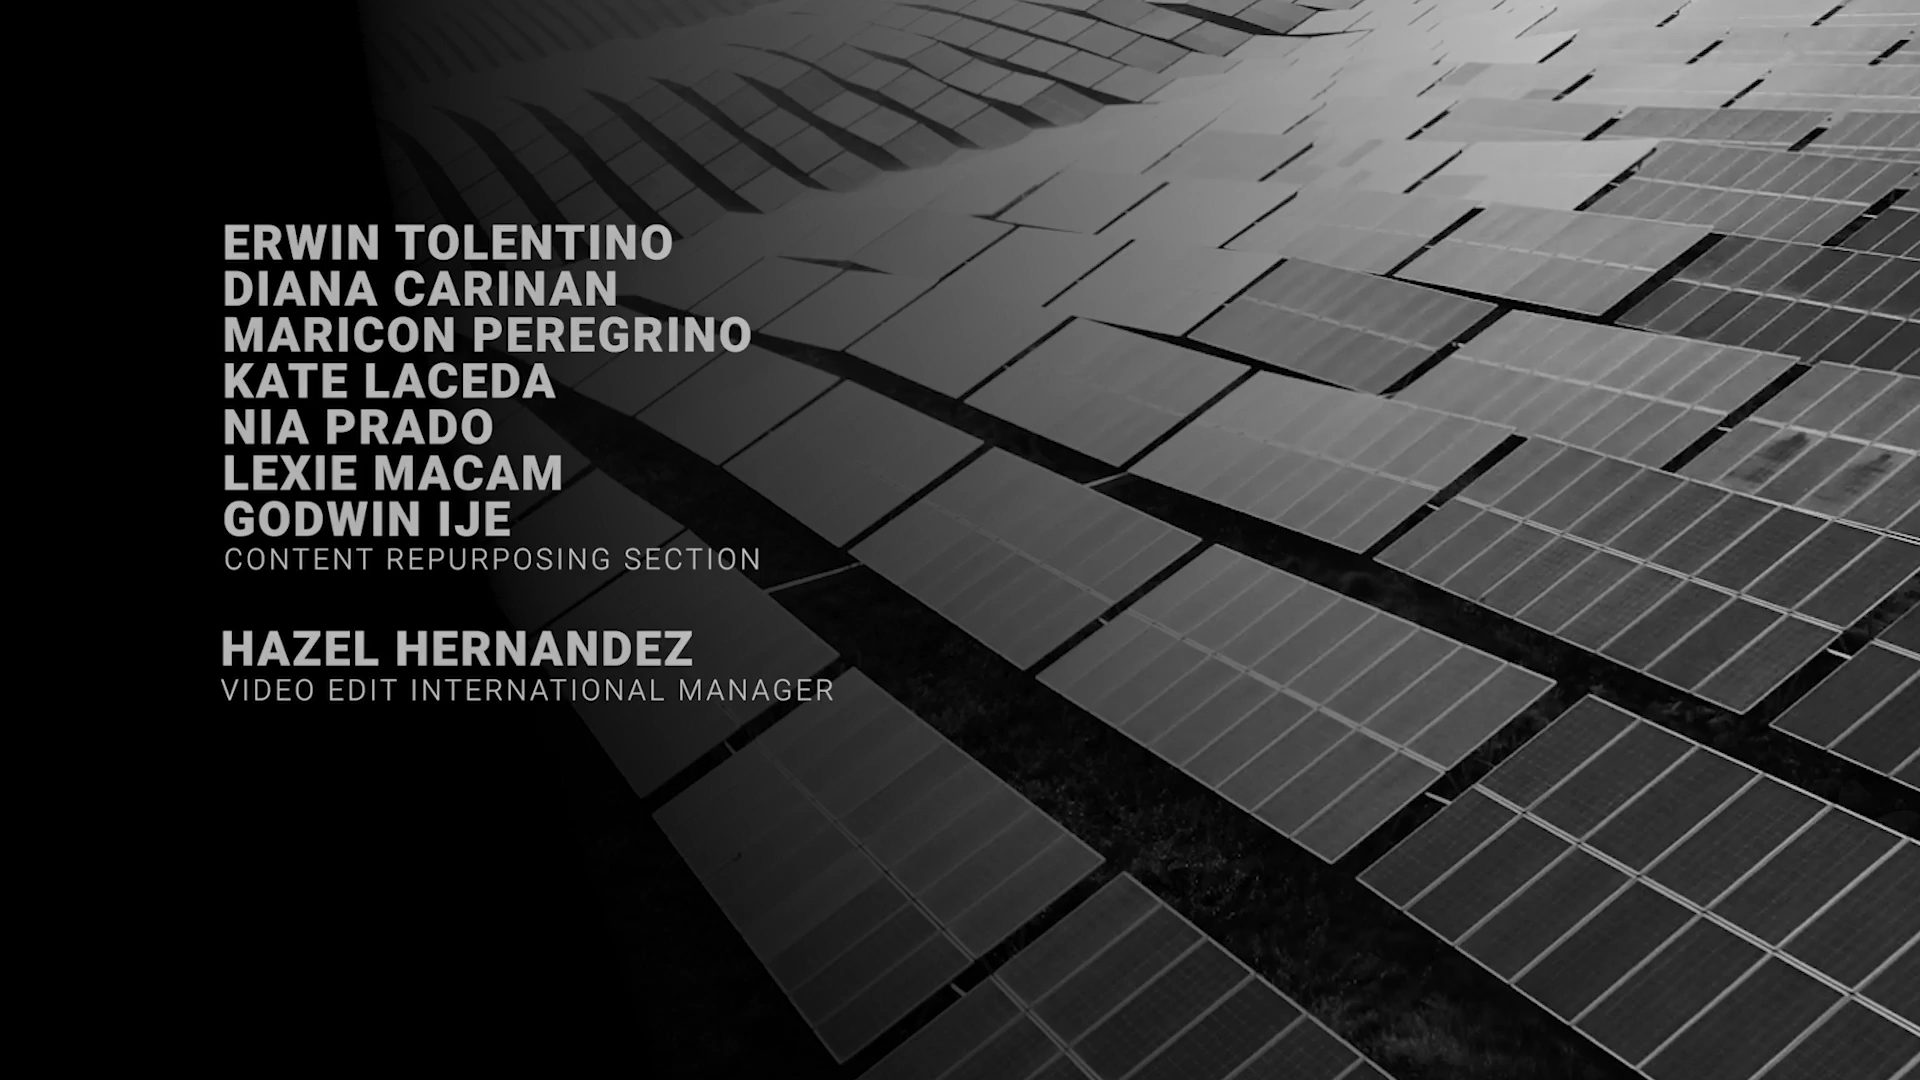 ERWIN TOLENTINO
DIANA CARINAN
MARICON PEREGRINO
KATE LACEDA
NIA PRADO
LEXIE MACAM
GODWIN IJE
CONTENT REPURPOSING SECTION
HAZEL HERNANDEZ
VIDEO EDIT INTERNATIONAL MANAGER